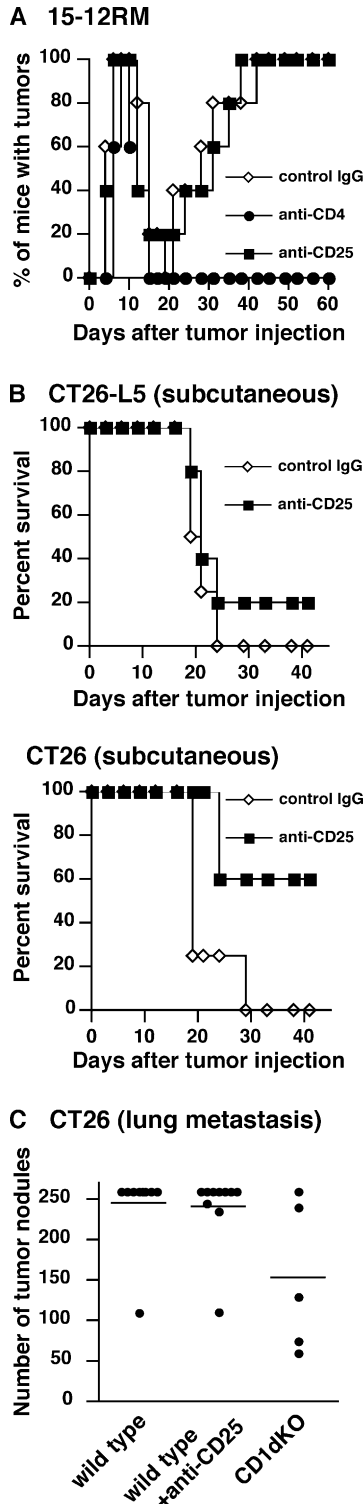 A 15-12RM
% of mice with tumors
100
80
60
40
20
0
control IgG
anti-CD4
anti-CD25
0 10 20 30 40 50 60
Days after tumor injection
B CT26-L5 (subcutaneous)
Percent survival
100
80
60
40
20
0
control IgG
anti-CD25
0 10 20 30 40
Days after tumor injection
CT26 (subcutaneous)
Percent survival
100
80
60
40
20
0
control IgG
anti-CD25
0 10 20 30 40
Days after tumor injection
C CT26 (lung metastasis)
Number of tumor nodules
250
200
150
100
50
0
wild type
wild type
+anti-CD25
CD1dKO